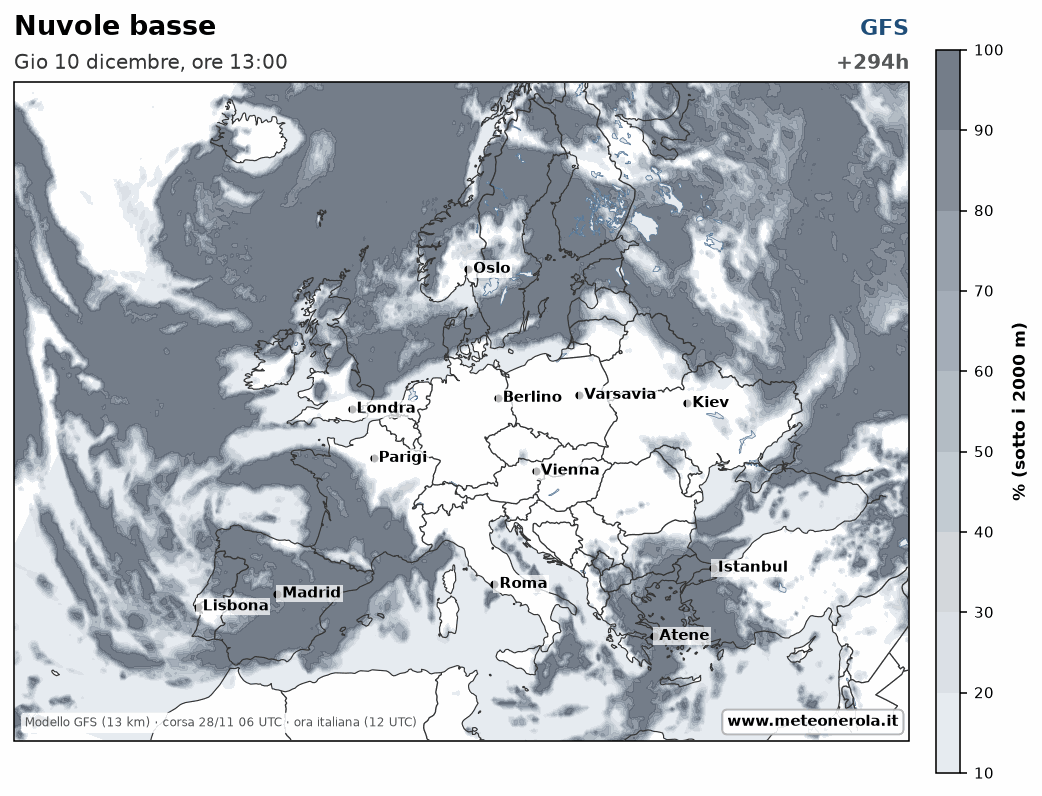 Nuvole basse
GFS
Gio 10 dicembre, ore 13:00
+294h
Oslo
Londra
Berlino
Varsavia
Kiev
Parigi
Vienna
Madrid
Lisbona
Roma
Istanbul
Atene
Modello GFS (13 km) · corsa 28/11 06 UTC · ora italiana (12 UTC)
www.meteonerola.it
100
90
80
70
60
50
40
30
20
10
% (sotto i 2000 m)